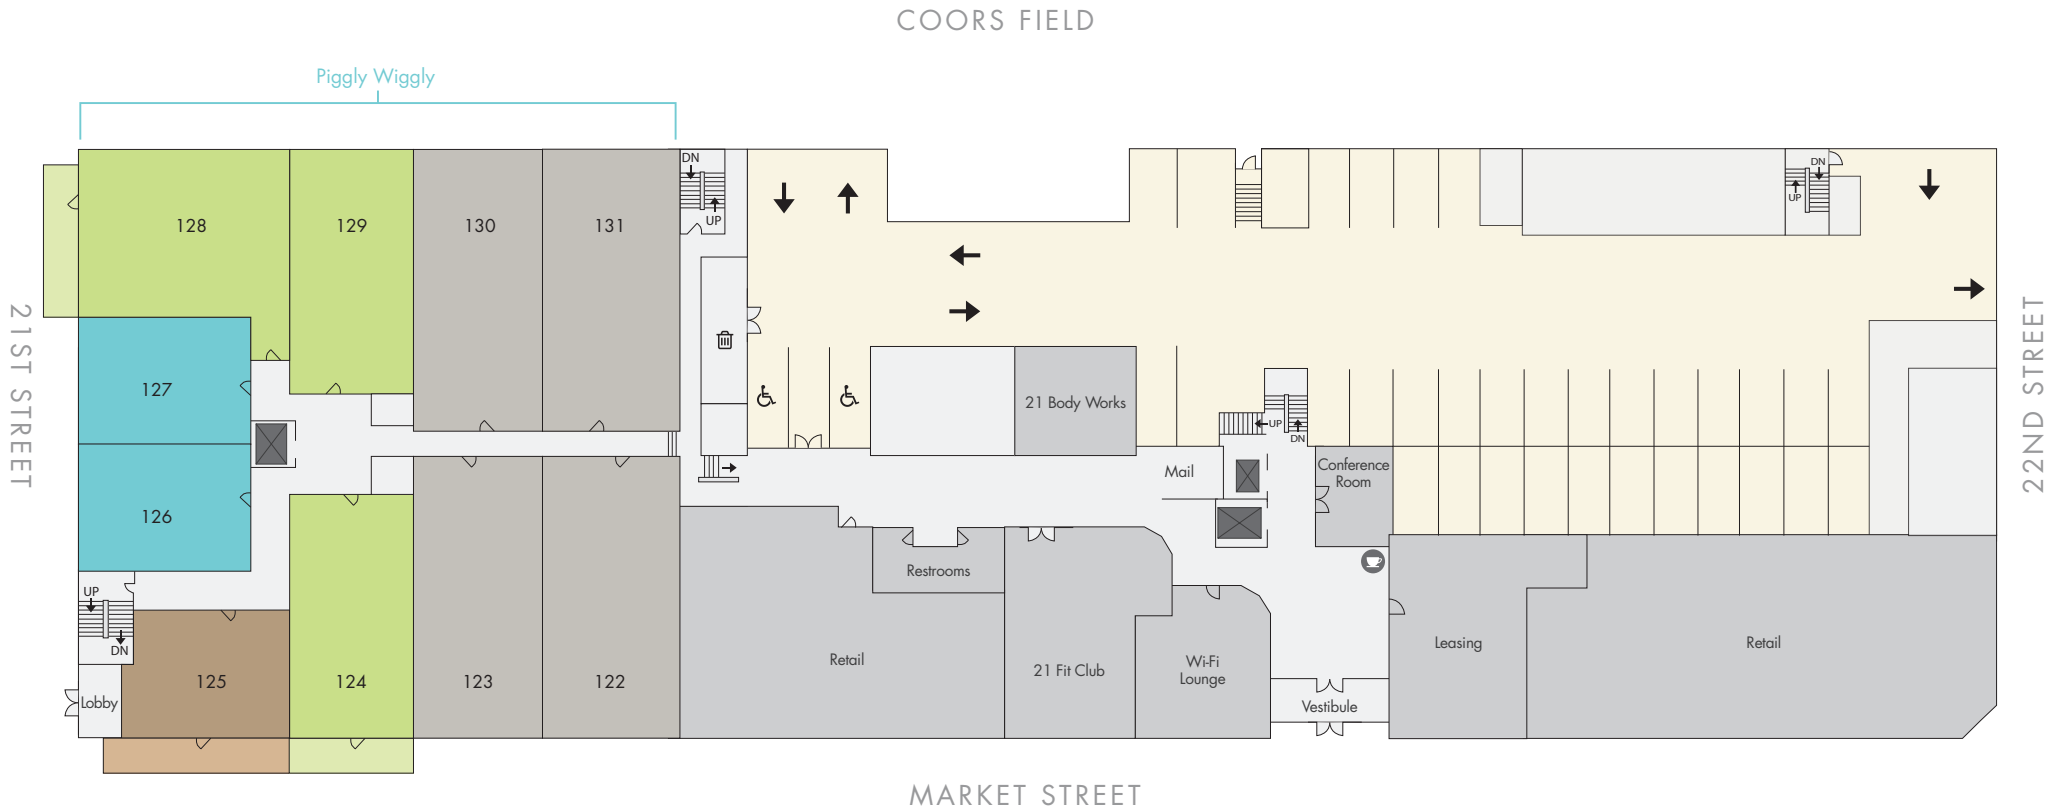 COORS FIELD
Piggly Wiggly
21ST STREET
22ND STREET
128
129
130
131
DN
UP
DN
UP
127
126
21 Body Works
UP
DN
Mail
Conference
Room
UP
DN
Restrooms
Lobby
125
124
123
122
Retail
21 Fit Club
Wi-Fi
Lounge
Vestibule
Leasing
Retail
MARKET STREET